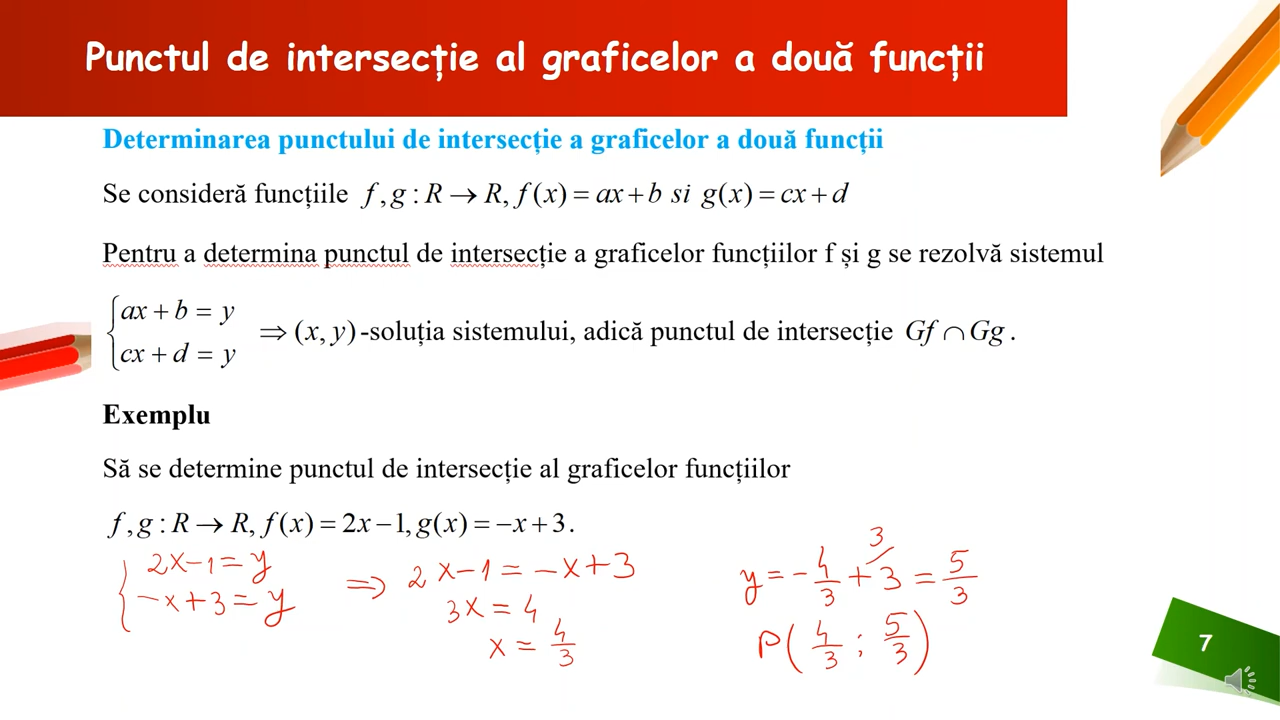 Punctul de intersecție al graficelor a două funcții
Determinarea punctului de intersecție a graficelor a două funcții
Se consideră funcțiile f, g : R → R, f(x) = ax + b si g(x) = cx + d
Pentru a determina punctul de intersecție a graficelor funcțiilor f și g se rezolvă sistemul
{ ax + b = y
cx + d = y ⇒ (x, y) -soluția sistemului, adică punctul de intersecție Gf ∩ Gg .
Exemplu
Să se determine punctul de intersecție al graficelor funcțiilor
f, g : R → R, f(x) = 2x − 1, g(x) = −x + 3.
{ 2x-1=y
-x+3=y
⇒ 2x-1=-x+3
3x=4
x=4/3
y=-4/3+3/3=5/3
P(4/3 ; 5/3)
7